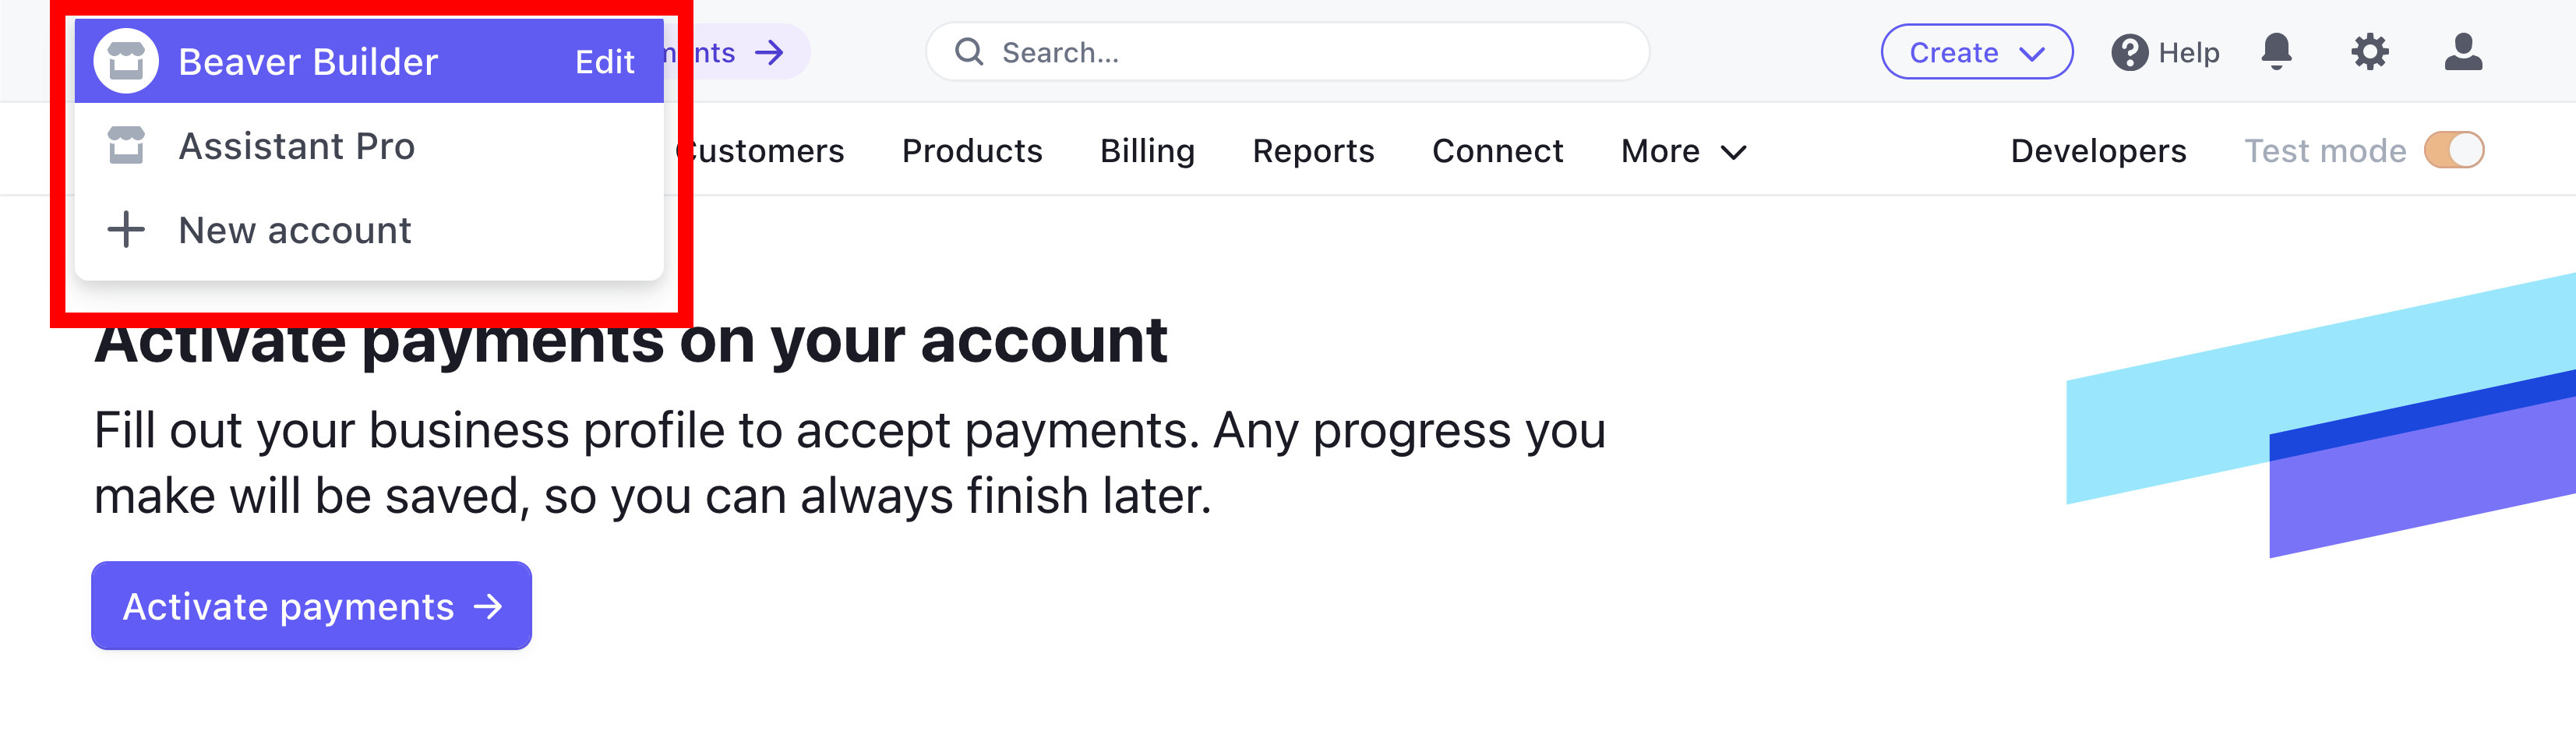 Beaver Builder Edit
Assistant Pro
New account
Search...
Create
Help
Products
Billing
Reports
Connect
More
Developers
Test mode
Activate payments on your account
Fill out your business profile to accept payments. Any progress you
make will be saved, so you can always finish later.
Activate payments